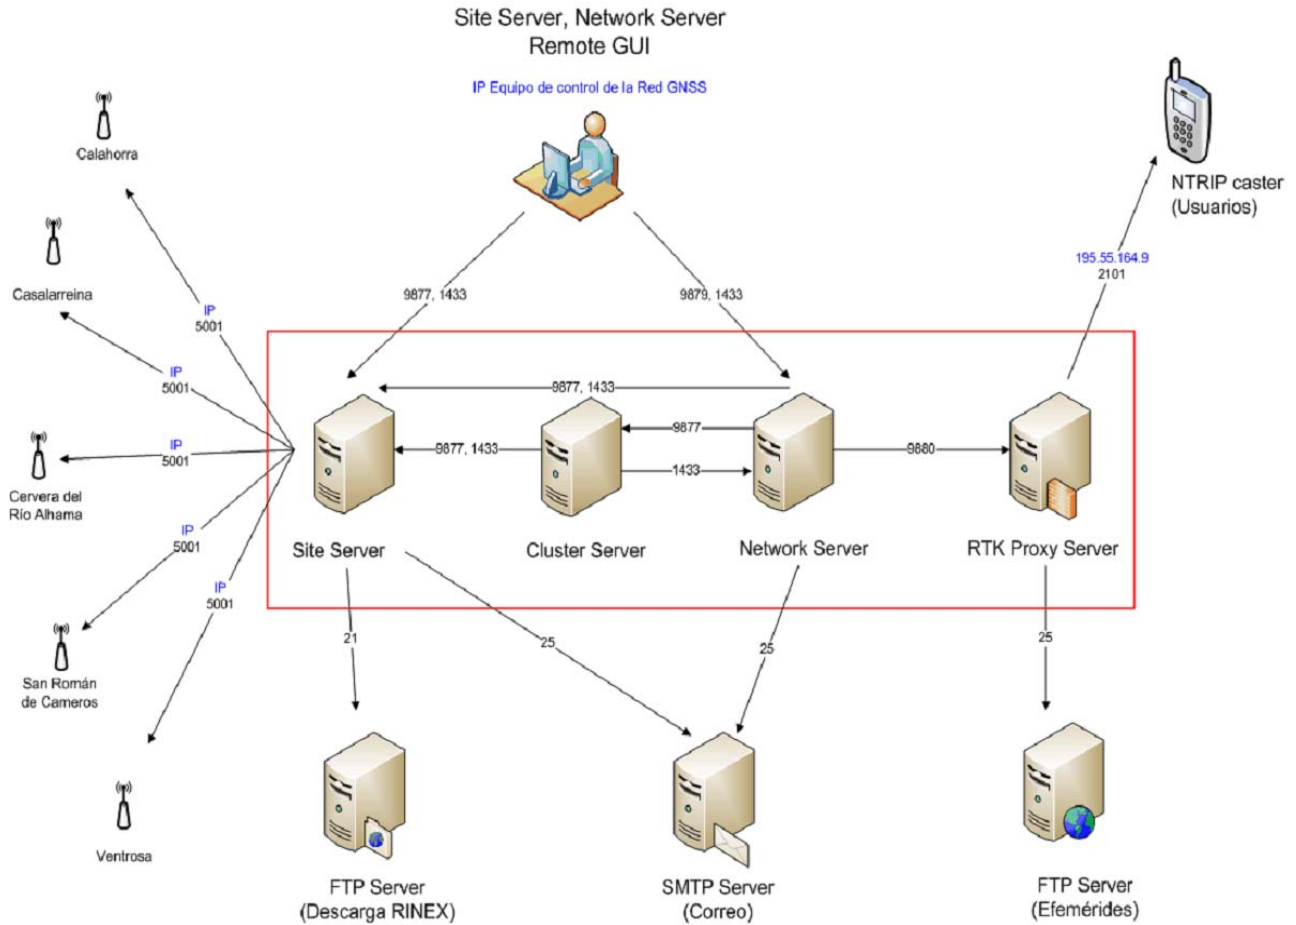 Site Server, Network Server
Remote GUI
IP Equipo de control de la Red GNSS
Calahorra
NTRIP caster
(Usuarios)
195.55.164.9
2101
Casalarreina
9877, 1433
9879, 1433
IP
5001
IP
5001
9877, 1433
9877
IP
5001
9877, 1433
9880
1433
Cervera del
Río Alhama
IP
5001
Site Server
Cluster Server
Network Server
RTK Proxy Server
IP
5001
21
25
25
25
San Román
de Cameros
Ventrosa
FTP Server
(Descarga RINEX)
SMTP Server
(Correo)
FTP Server
(Efemérides)